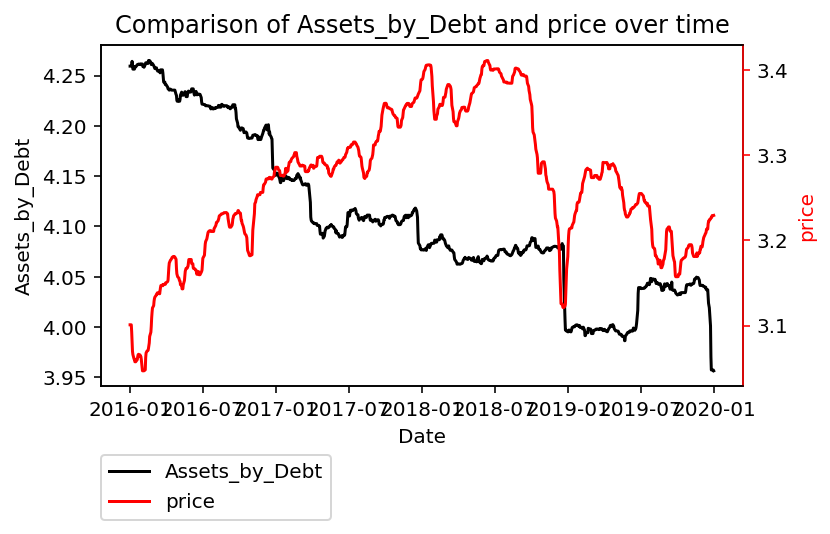 Comparison of Assets_by_Debt and price over time
4.25
4.20
4.15
4.10
4.05
4.00
3.95
Assets_by_Debt
3.4
3.3
3.2
3.1
price
2016-01 2016-07 2017-01 2017-07 2018-01 2018-07 2019-01 2019-07 2020-01
Date
Assets_by_Debt
price